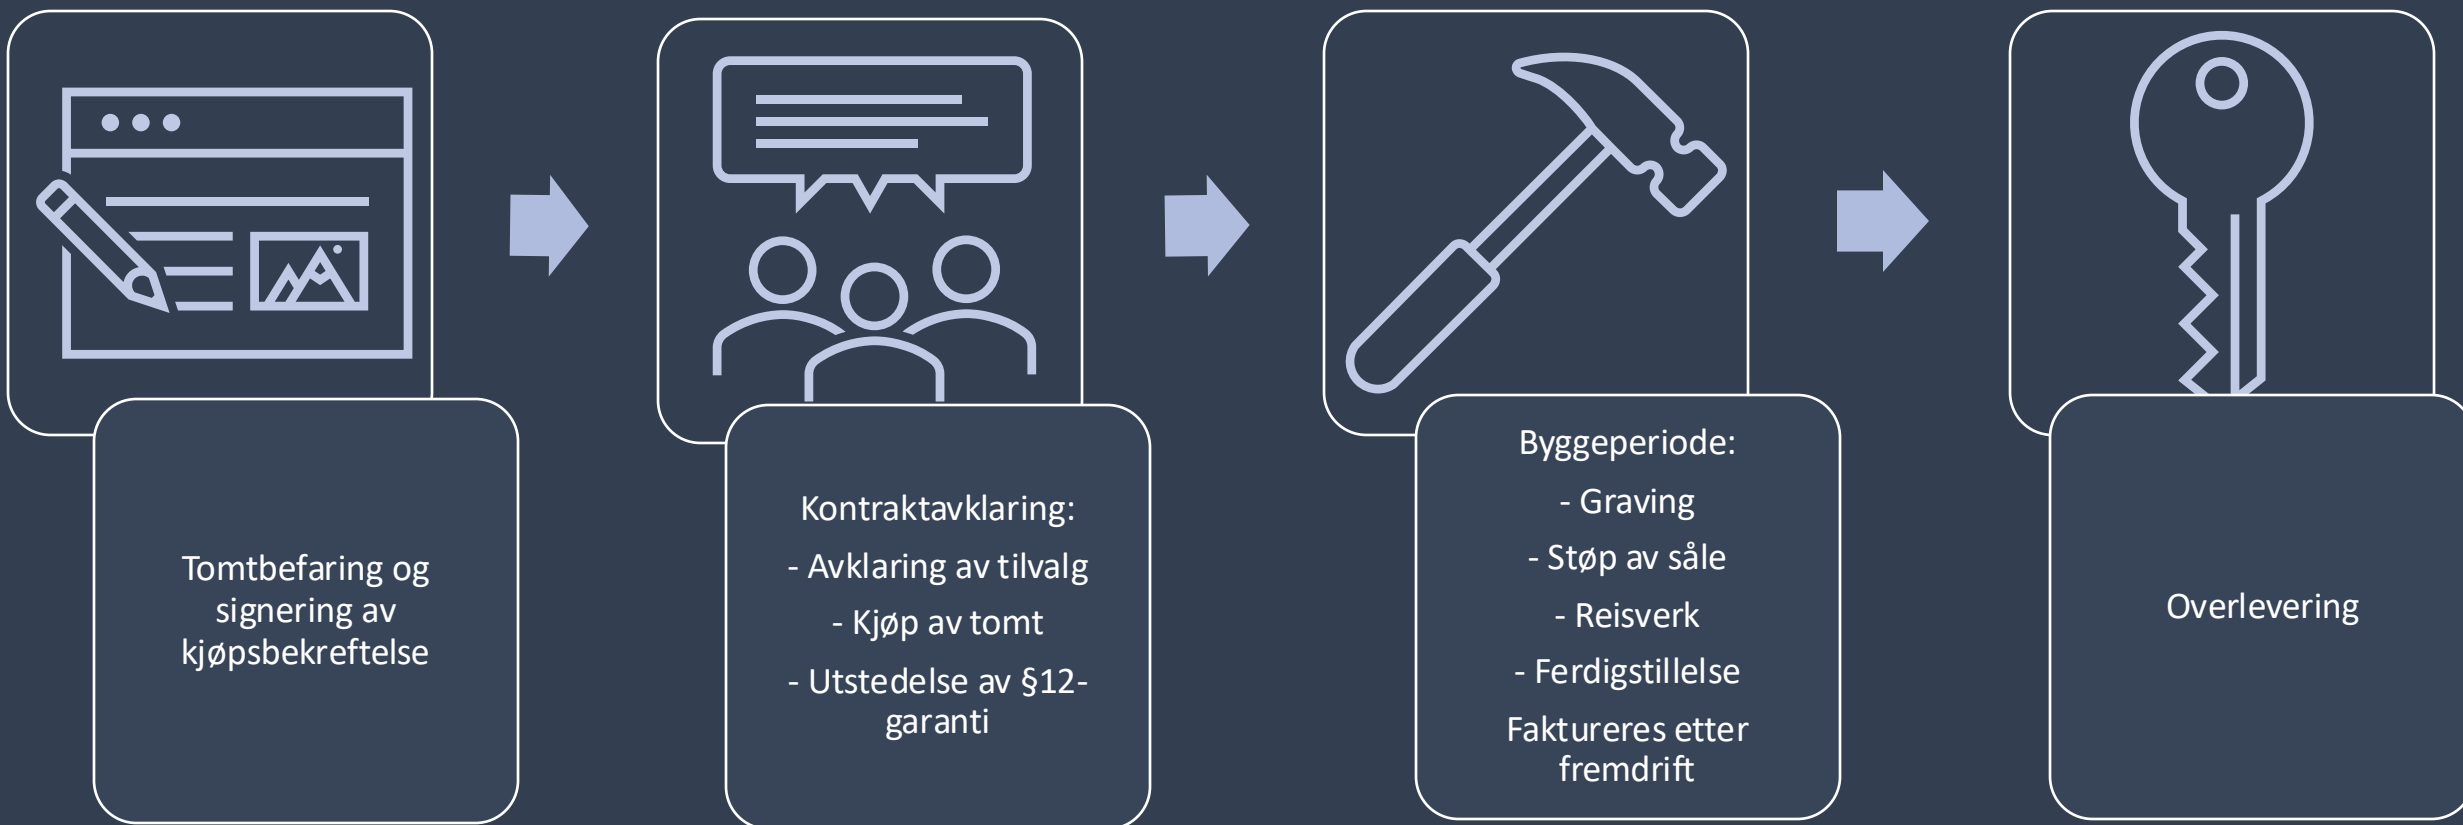 Tomtbefaring og
signering av
kjøpsbekreftelse
Kontraktavklaring:
- Avklaring av tilvalg
- Kjøp av tomt
- Utstedelse av §12-
garanti
Byggeperiode:
- Graving
- Støp av såle
- Reisverk
- Ferdigstillelse
Faktureres etter
fremdrift
Overlevering